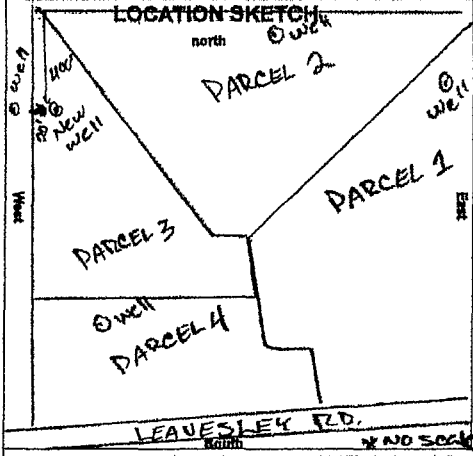 LOCATION SKETCH
north
well
PARCEL 2
well
400'
well
20'
New
well
PARCEL 1
West
East
PARCEL 3
well
PARCEL 4
LEAVESLEY RD.
South
* NO SCALE